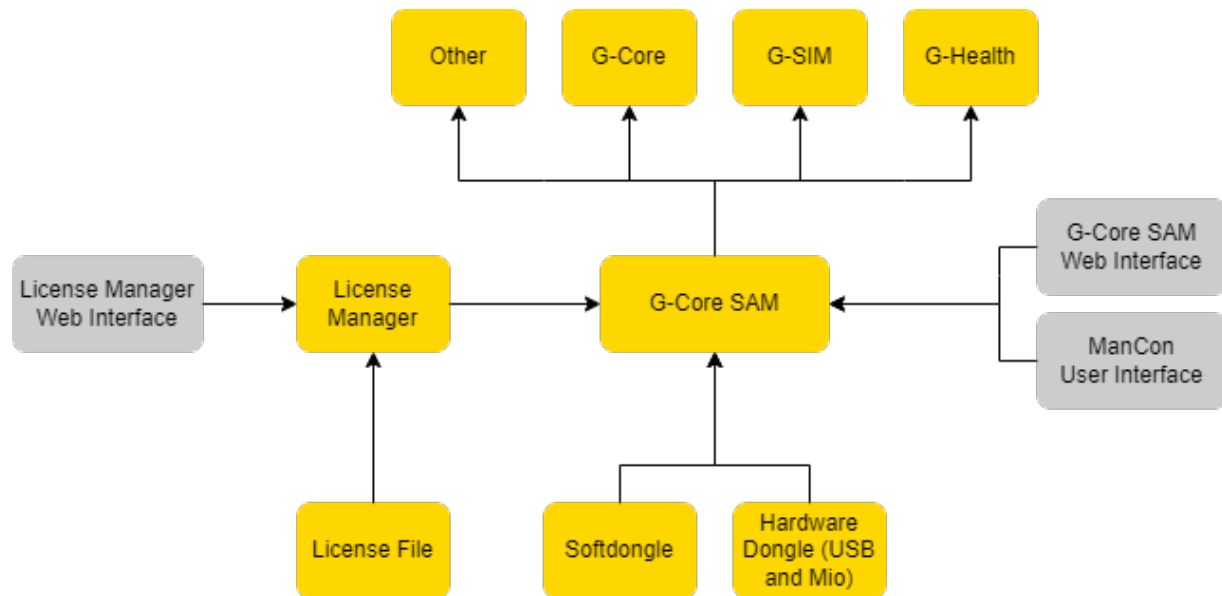 Other
G-Core
G-SIM
G-Health
G-Core SAM
Web Interface
License Manager
Web Interface
License
Manager
G-Core SAM
ManCon
User Interface
License File
Softdongle
Hardware
Dongle (USB
and Mio)